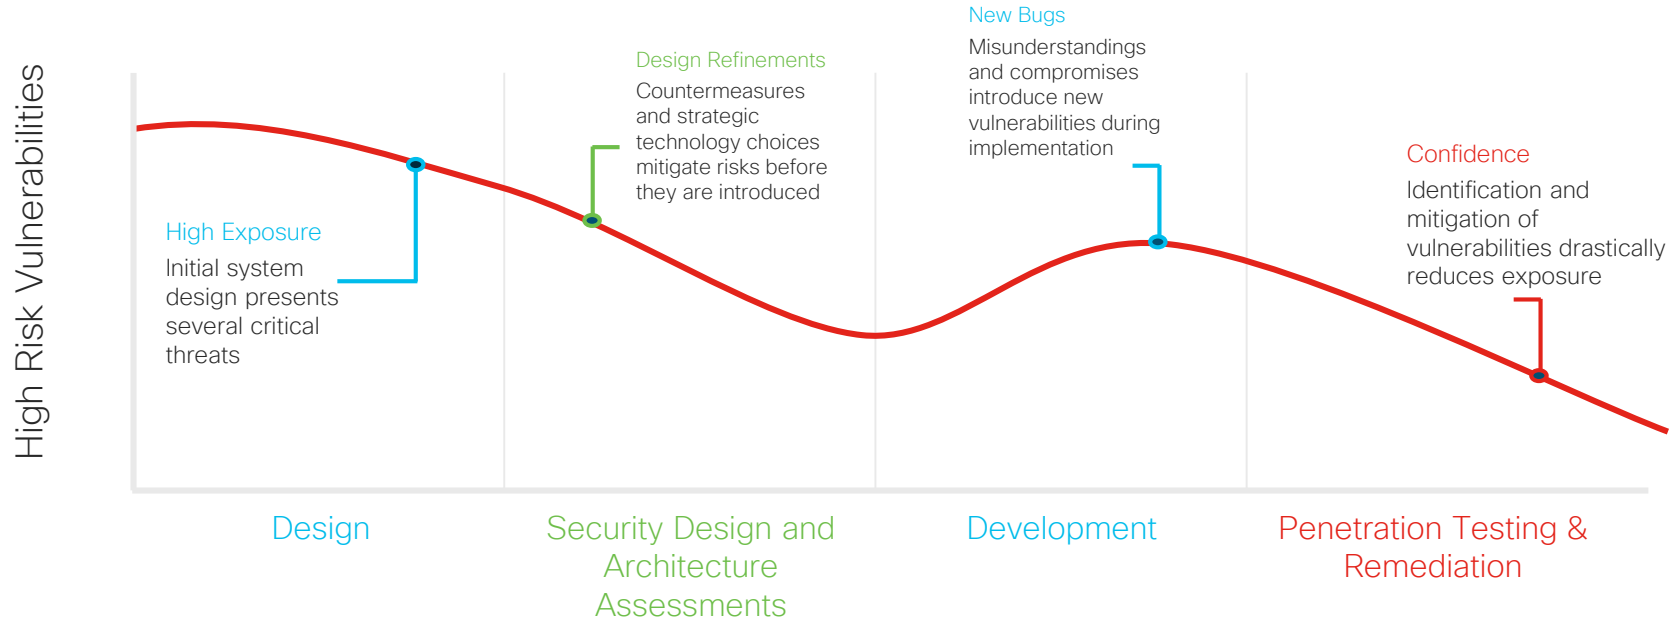 High Risk Vulnerabilities
High Exposure
Initial system
design presents
several critical
threats
Design Refinements
Countermeasures
and strategic
technology choices
mitigate risks before
they are introduced
New Bugs
Misunderstandings
and compromises
introduce new
vulnerabilities during
implementation
Confidence
Identification and
mitigation of
vulnerabilities drastically
reduces exposure
Design
Security Design and
Architecture
Assessments
Development
Penetration Testing &
Remediation